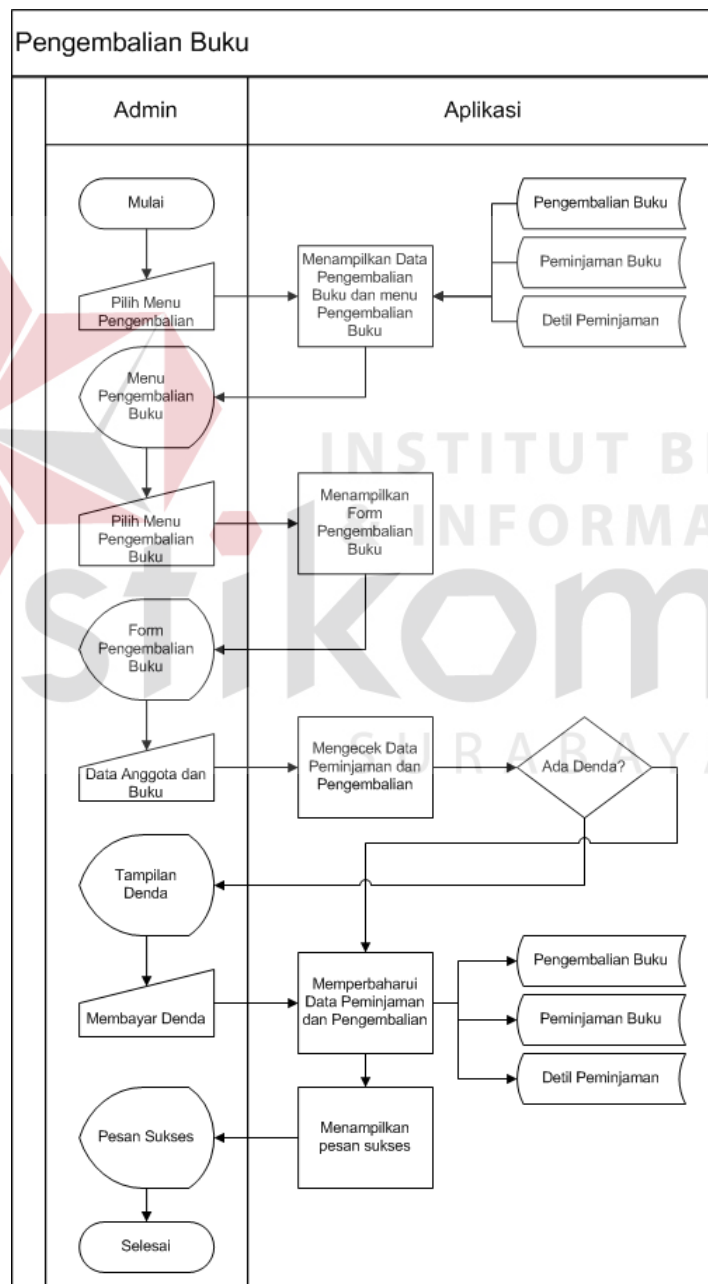 Pengembalian Buku
Admin
Aplikasi
Mulai
Pengembalian Buku
Pilih Menu
Pengembalian
Menampilkan Data
Pengembalian
Buku dan menu
Pengembalian
Buku
Peminjaman Buku
Detil Peminjaman
Menu
Pengembalian
Buku
INSTITUT BI
Pilih Menu
Pengembalian
Buku
Menampilkan
Form
Pengembalian
Buku
& INFORMA
stikom
Form
Pengembalian
Buku
SURABAYA
Data Anggota dan
Buku
Mengecek Data
Peminjaman dan
Pengembalian
Ada Denda?
Tampilan
Denda
Membayar Denda
Memperbaharui
Data Peminjaman
dan Pengembalian
Pengembalian Buku
Peminjaman Buku
Detil Peminjaman
Pesan Sukses
Menampilkan
pesan sukses
Selesai